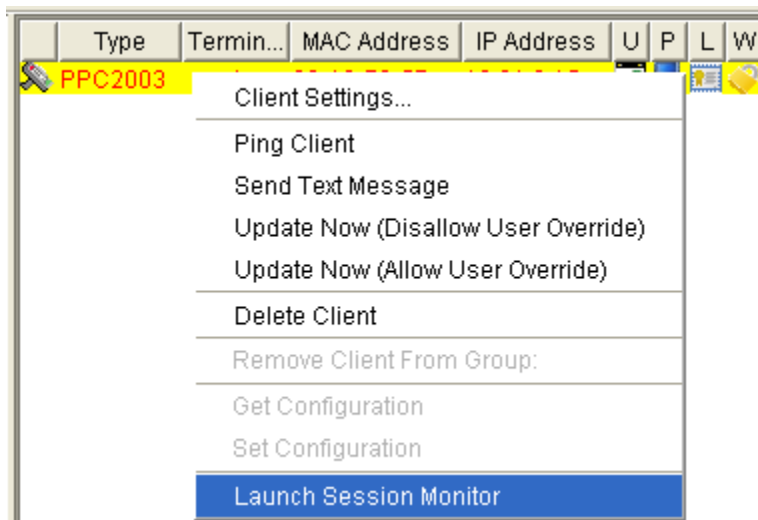 Type Termin... MAC Address IP Address U P L W
PPC2003
Client Settings...
Ping Client
Send Text Message
Update Now (Disallow User Override)
Update Now (Allow User Override)
Delete Client
Remove Client From Group:
Get Configuration
Set Configuration
Launch Session Monitor